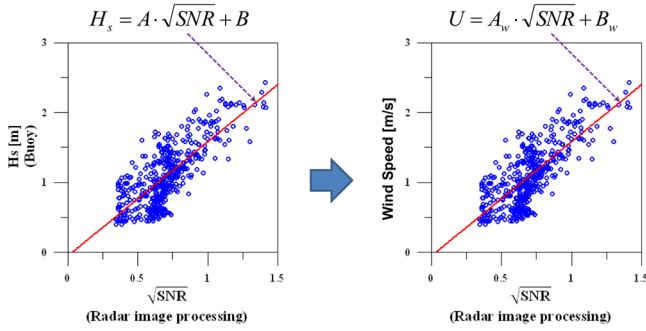 H_s = A · √SNR + B
3
2
1
0
Hs [m]
(Buoy)
0
0.5
1
1.5
√SNR
(Radar image processing)
U = A_w · √SNR + B_w
3
2
1
0
Wind Speed [m/s]
0
0.5
1
1.5
√SNR
(Radar image processing)